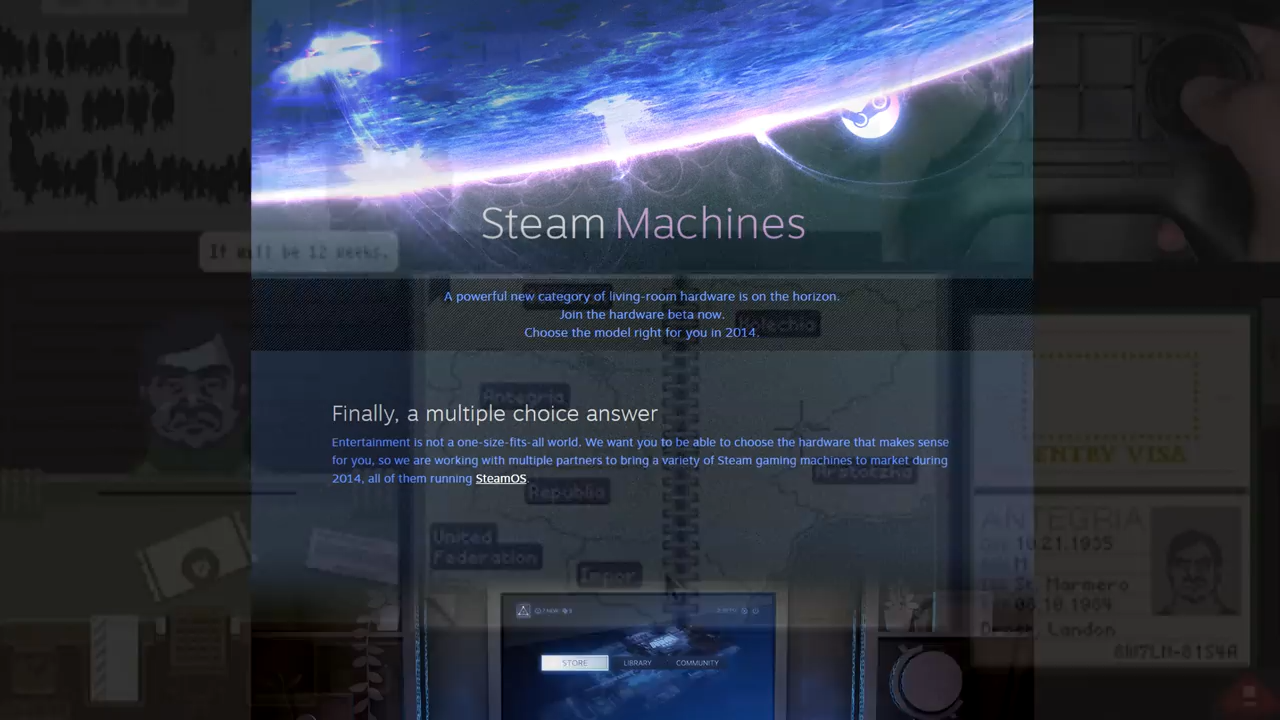 Steam Machines
It will be 12 weeks.
A powerful new category of living-room hardware is on the horizon.
Join the hardware beta now.
Kolechia
Choose the model right for you in 2014.
Antegria
Finally, a multiple choice answer
Entertainment is not a one-size-fits-all world. We want you to be able to choose the hardware that makes sense
ENTRY VISA
for you, so we are working with multiple partners to bring a variety of Steam gaming machines to market during
Arstotzka
2014, all of them running SteamOS.
Republia
ANTEGRIA
United
Federation
10.21.1935
M
Impor
St. Marmero
Landon
8W7LM-81S4A
STORE LIBRARY COMMUNITY